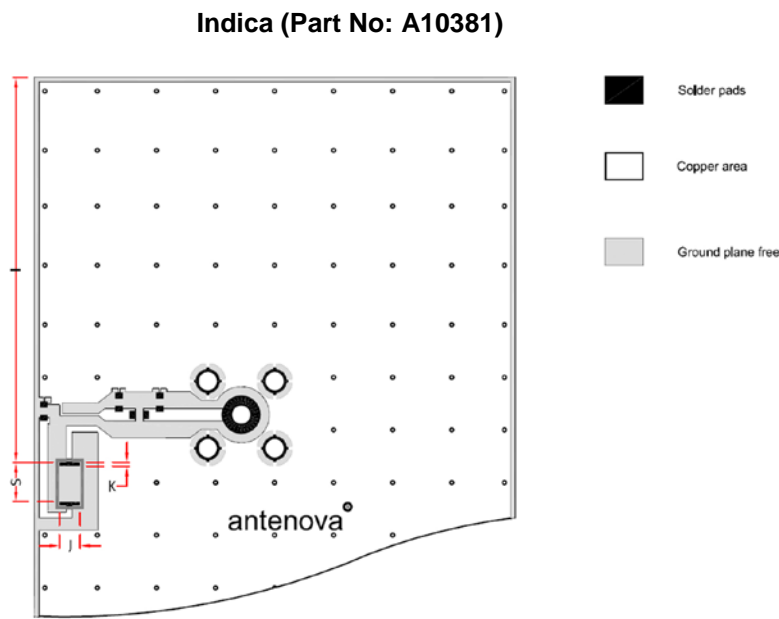 Indica (Part No: A10381)
Solder pads
Copper area
Ground plane free
I
S
K
J
antenova